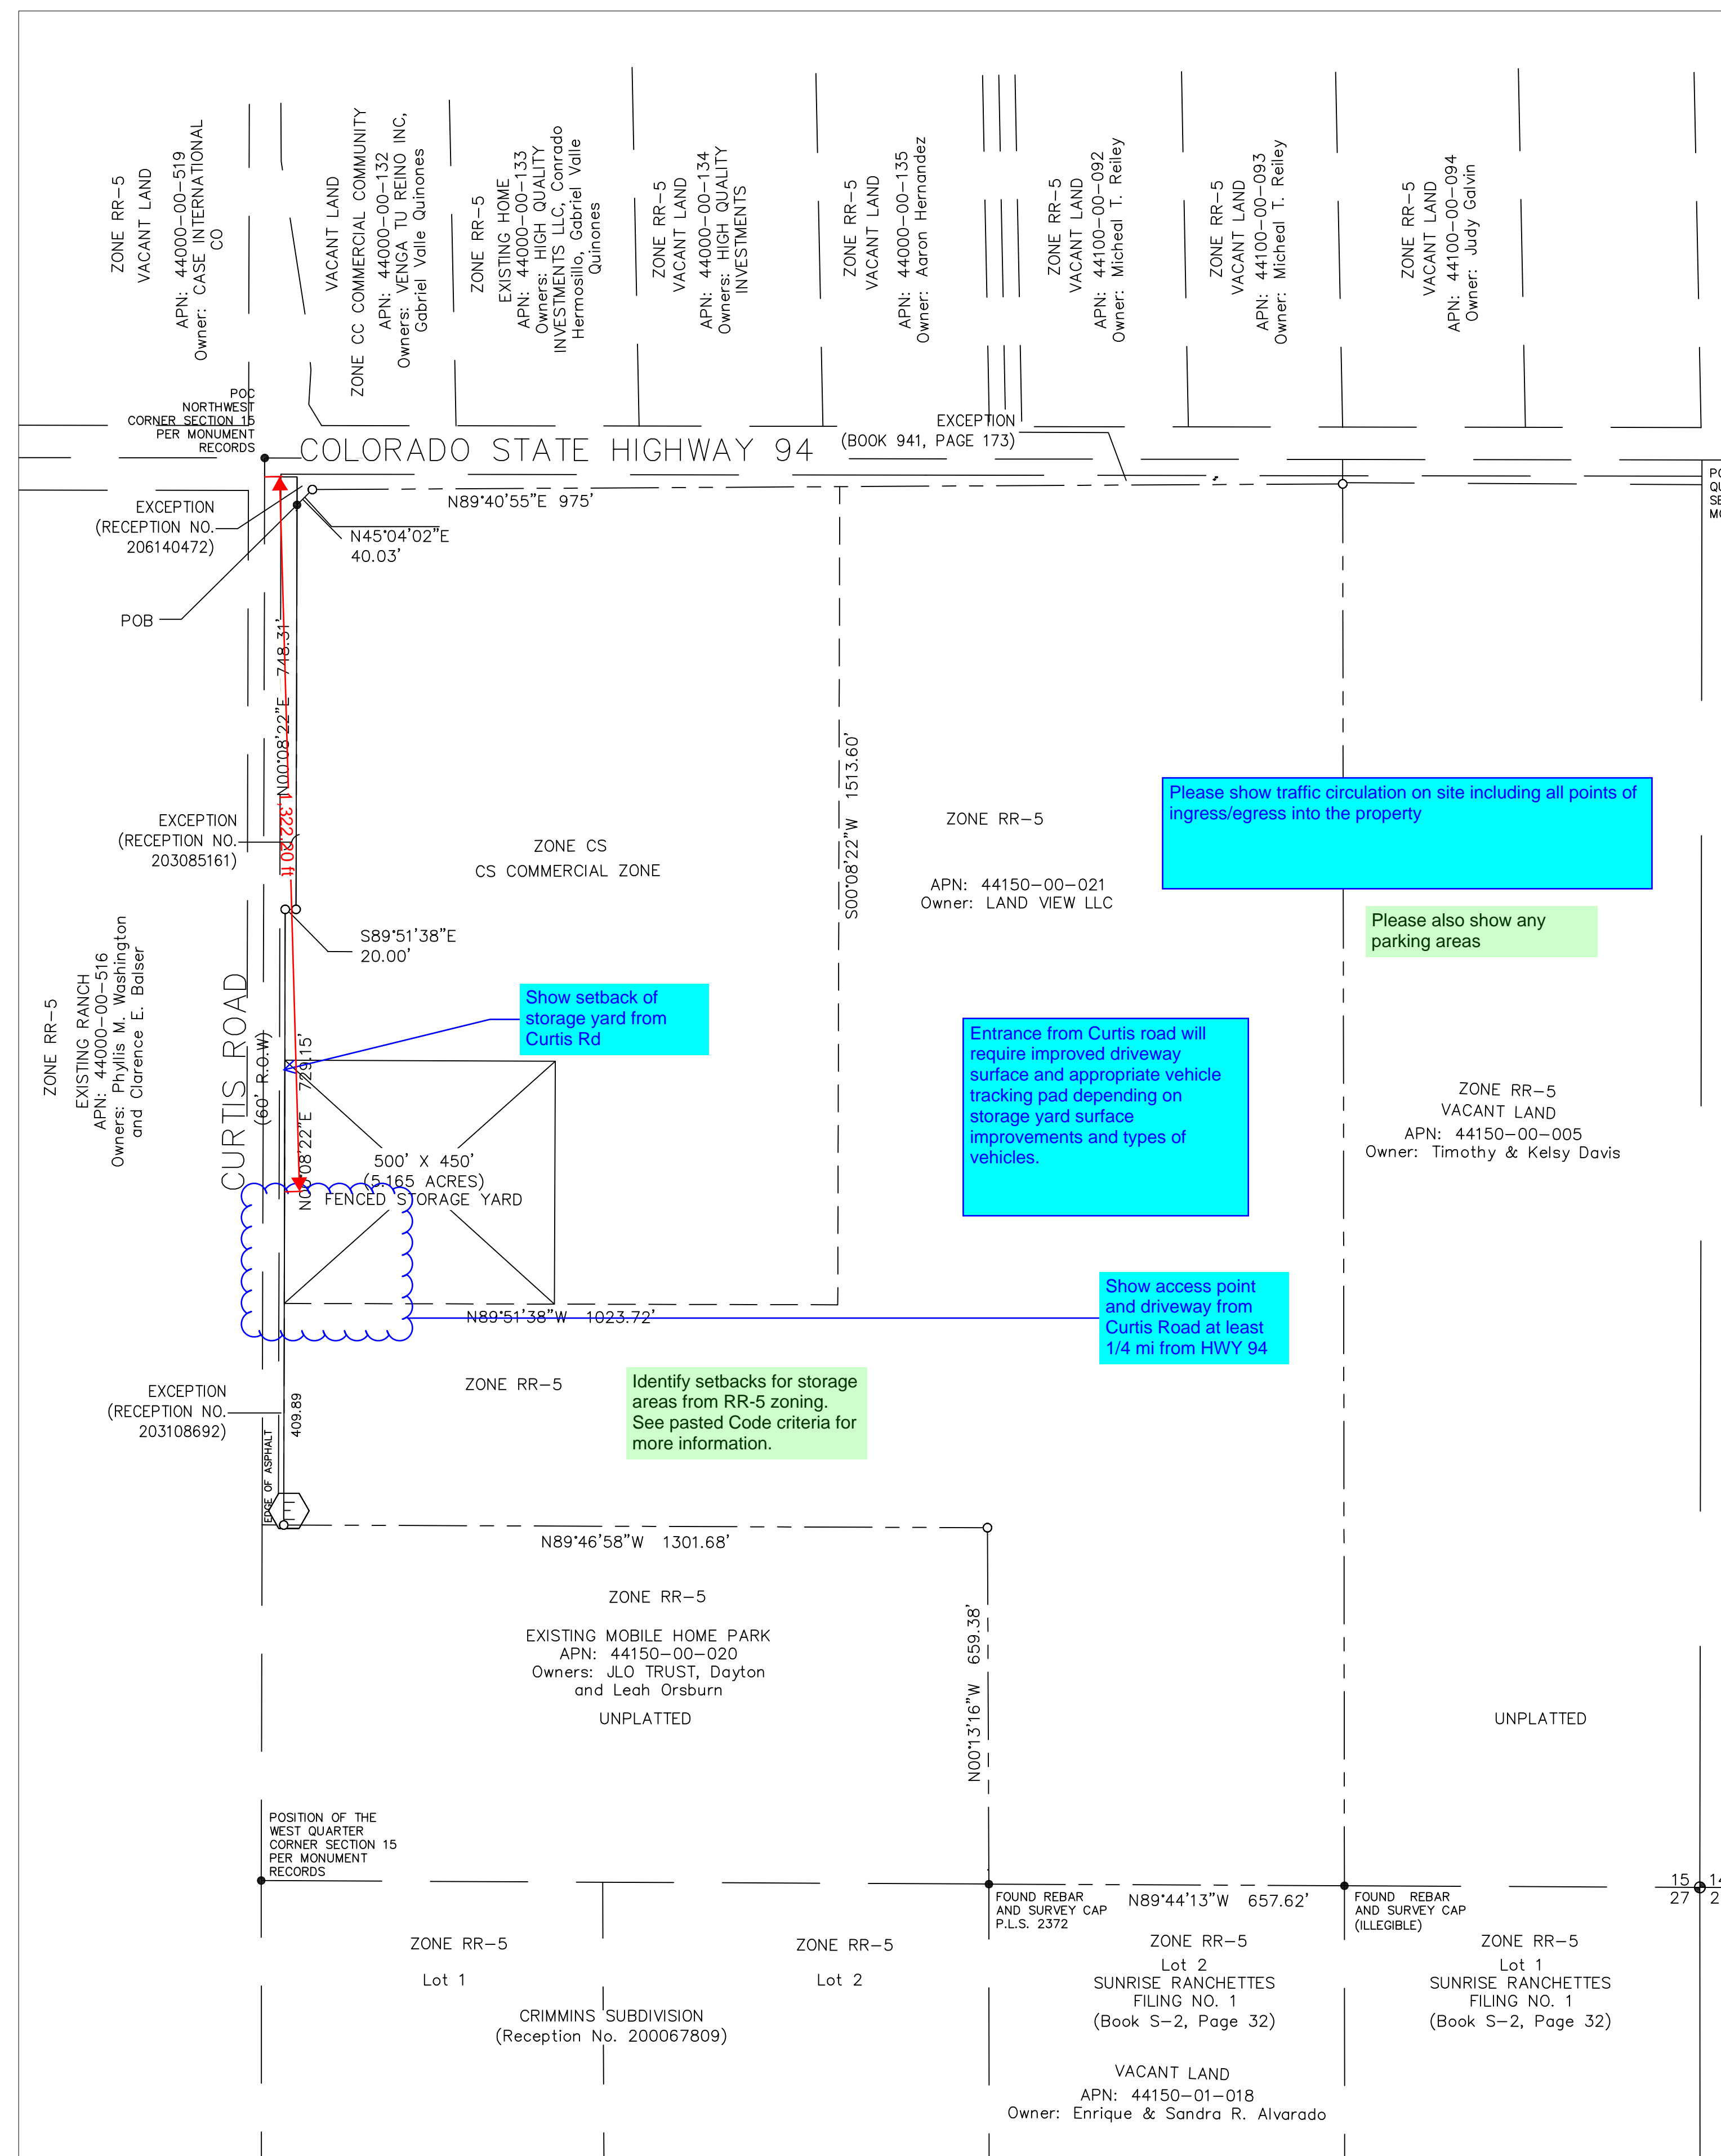 ZONE RR-5
VACANT LAND
APN: 44000-00-519
Owner: CASE INTERNATIONAL
CO
VACANT LAND
ZONE CC COMMERCIAL COMMUNITY
APN: 44000-00-132
Owners: VENGA TU REINO INC,
Gabriel Valle Quinones
ZONE RR-5
EXISTING HOME
APN: 44000-00-133
Owners: HIGH QUALITY
INVESTMENTS LLC, Conrado
Hermosillo, Gabriel Valle
Quinones
ZONE RR-5
VACANT LAND
APN: 44000-00-134
Owners: HIGH QUALITY
INVESTMENTS
ZONE RR-5
VACANT LAND
APN: 44000-00-135
Owner: Aaron Hernandez
ZONE RR-5
VACANT LAND
APN: 44100-00-092
Owner: Micheal T. Reiley
ZONE RR-5
VACANT LAND
APN: 44100-00-093
Owner: Micheal T. Reiley
ZONE RR-5
VACANT LAND
APN: 44100-00-094
Owner: Judy Galvin
POC
NORTHWEST
CORNER SECTION 15
PER MONUMENT
RECORDS
COLORADO STATE HIGHWAY 94
EXCEPTION
(BOOK 941, PAGE 173)
EXCEPTION
(RECEPTION NO.
206140472)
N89°40'55"E 975'
N45°04'02"E
40.03'
POB
N00°08'22"E 748.31'
1,322.20 ft
EXCEPTION
(RECEPTION NO.
203085161)
ZONE CS
CS COMMERCIAL ZONE
S00°08'22"W 1513.60'
ZONE RR-5
APN: 44150-00-021
Owner: LAND VIEW LLC
Please show traffic circulation on site including all points of
ingress/egress into the property
Please also show any
parking areas
S89°51'38"E
20.00'
ZONE RR-5
EXISTING RANCH
APN: 44000-00-516
Owners: Phyllis M. Washington
and Clarence E. Balser
CURTIS ROAD
(60' R.O.W)
Show setback of
storage yard from
Curtis Rd
N00°08'22"E 729.15'
500' X 450'
(5.165 ACRES)
FENCED STORAGE YARD
Entrance from Curtis road will
require improved driveway
surface and appropriate vehicle
tracking pad depending on
storage yard surface
improvements and types of
vehicles.
ZONE RR-5
VACANT LAND
APN: 44150-00-005
Owner: Timothy & Kelsy Davis
Show access point
and driveway from
Curtis Road at least
1/4 mi from HWY 94
N89°51'38"W 1023.72'
EXCEPTION
(RECEPTION NO.
203108692)
409.89
EDGE OF ASPHALT
ZONE RR-5
Identify setbacks for storage
areas from RR-5 zoning.
See pasted Code criteria for
more information.
E
N89°46'58"W 1301.68'
ZONE RR-5
EXISTING MOBILE HOME PARK
APN: 44150-00-020
Owners: JLO TRUST, Dayton
and Leah Orsburn
UNPLATTED
N00°13'16"W 659.38'
UNPLATTED
POSITION OF THE
WEST QUARTER
CORNER SECTION 15
PER MONUMENT
RECORDS
FOUND REBAR
AND SURVEY CAP
P.L.S. 2372
N89°44'13"W 657.62'
FOUND REBAR
AND SURVEY CAP
(ILLEGIBLE)
15
27
ZONE RR-5
Lot 1
ZONE RR-5
Lot 2
CRIMMINS SUBDIVISION
(Reception No. 200067809)
ZONE RR-5
Lot 2
SUNRISE RANCHETTES
FILING NO. 1
(Book S-2, Page 32)
ZONE RR-5
Lot 1
SUNRISE RANCHETTES
FILING NO. 1
(Book S-2, Page 32)
VACANT LAND
APN: 44150-01-018
Owner: Enrique & Sandra R. Alvarado